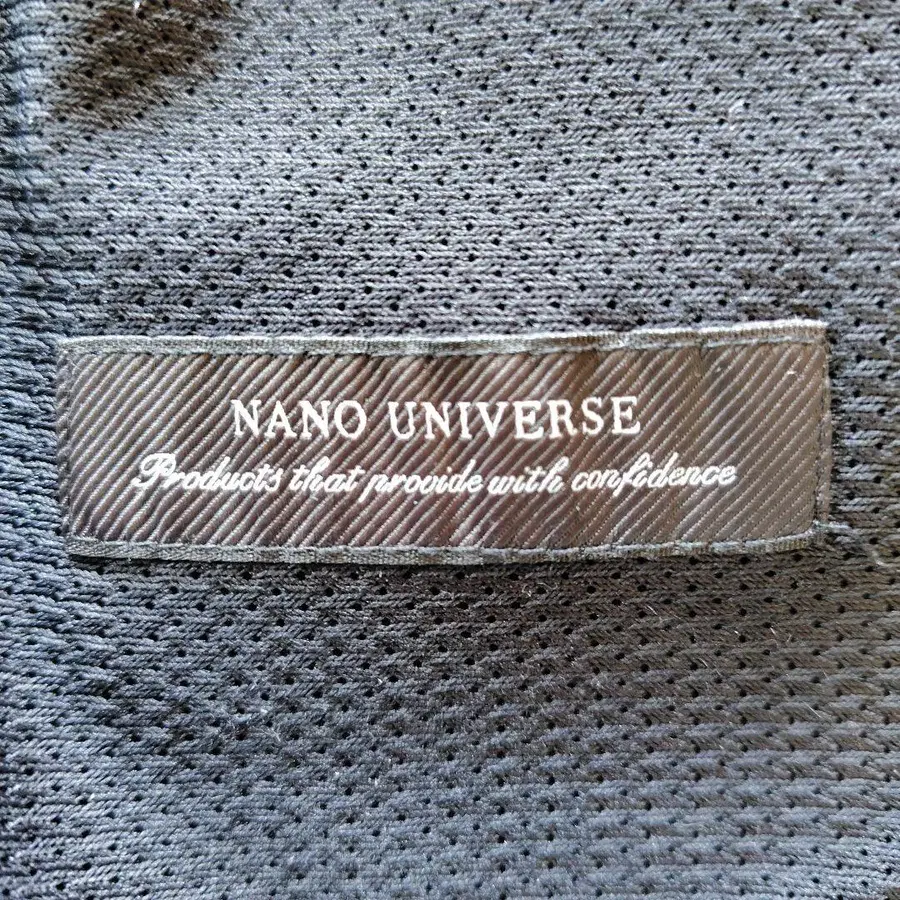 NANO UNIVERSE
Products that provide with confidence